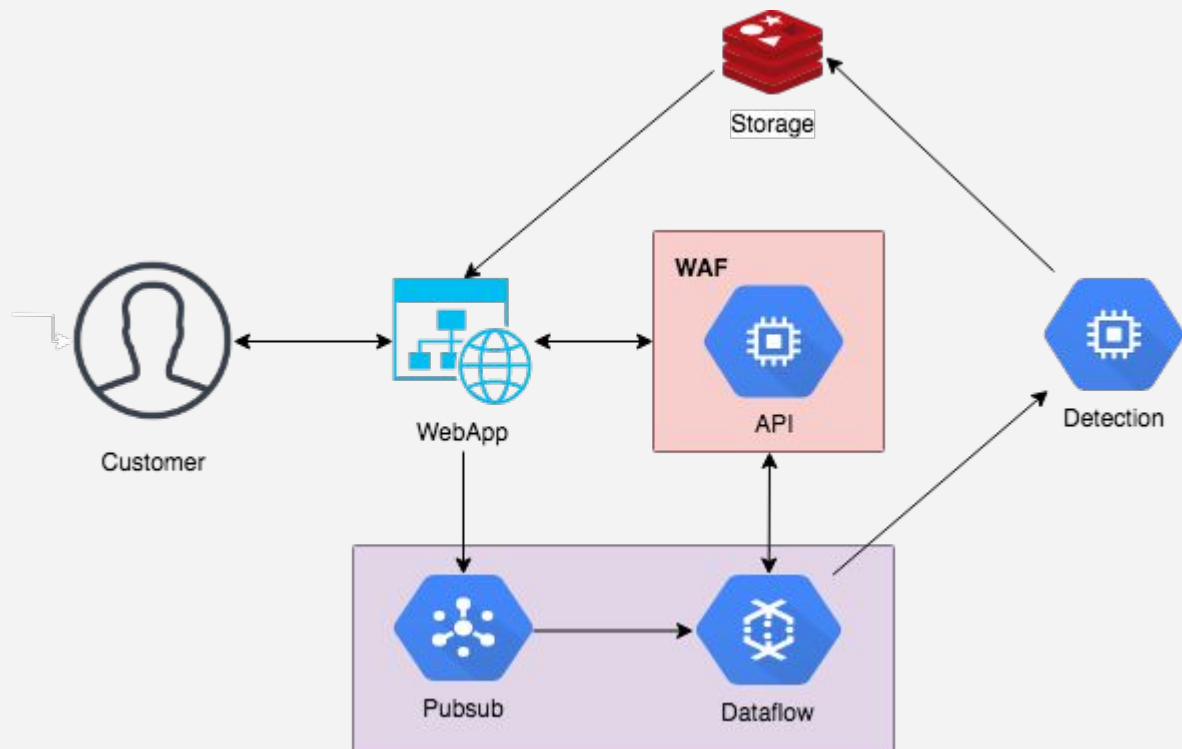 Storage
WAF
API
Detection
WebApp
Customer
Pubsub
Dataflow